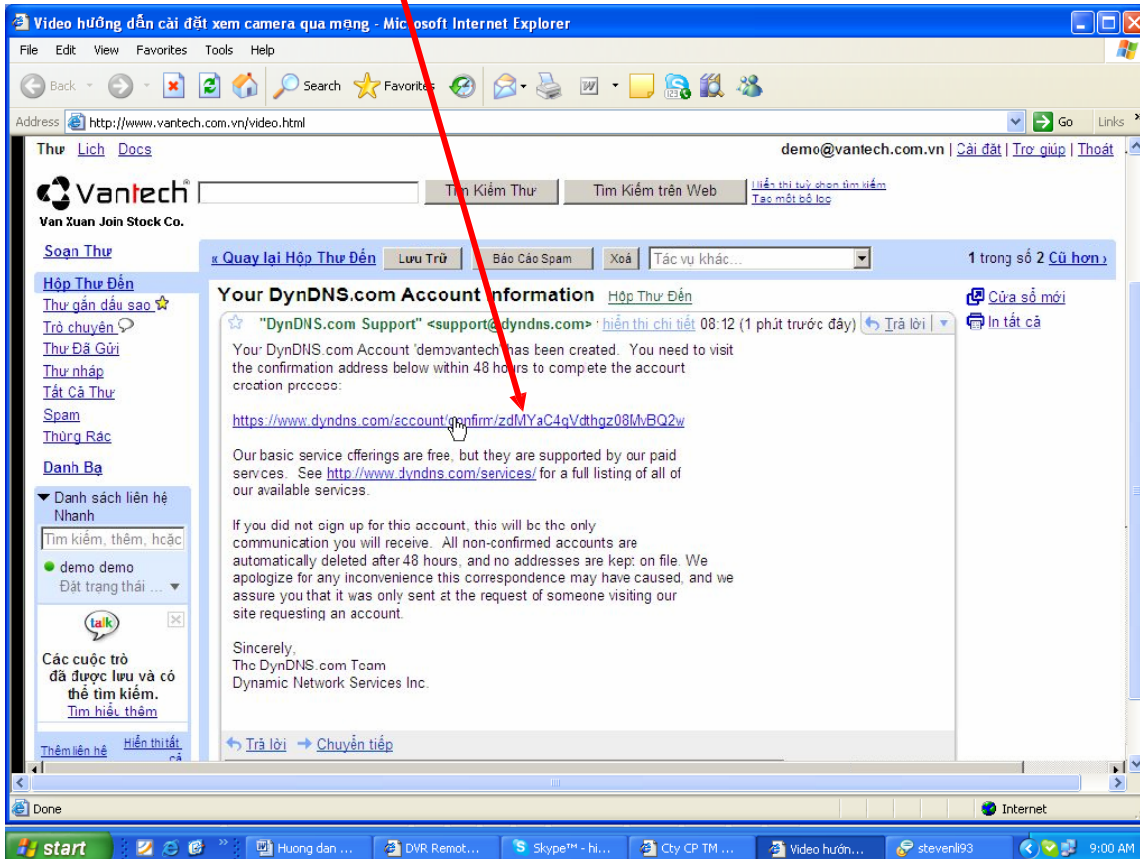 Video hướng dẫn cài đặt xem camera qua mạng - Microsoft Internet Explorer
File Edit View Favorites Tools Help
Back Search Favorites
Address http://www.vantech.com.vn/video.html Go Links
Thư Lịch Docs demo@vantech.com.vn | Cài đặt | Trợ giúp | Thoát
Vantech Tìm Kiếm Thư Tìm Kiếm trên Web Hiển thị tuỳ chọn tìm kiếm
Tạo một bộ lọc
Van Xuan Join Stock Co.
Soạn Thư
« Quay lại Hộp Thư Đến Lưu Trữ Báo Cáo Spam Xoá Tác vụ khác... 1 trong số 2 Cũ hơn ›
Hộp Thư Đến
Thư gắn dấu sao
Trò chuyện
Thư Đã Gửi
Thư nháp
Tất Cả Thư
Spam
Thùng Rác
Danh Bạ
Danh sách liên hệ
Nhanh
Tìm kiếm, thêm, hoặc
demo demo
Đặt trạng thái ...
talk
Các cuộc trò
đã được lưu và có
thể tìm kiếm.
Tìm hiểu thêm
Thêm liên hệ Hiển thị tất
cả
Your DynDNS.com Account Information Hộp Thư Đến
"DynDNS.com Support" <support@dyndns.com> hiển thị chi tiết 08:12 (1 phút trước đây) Trả lời
Your DynDNS.com Account 'demovantech' has been created. You need to visit
the confirmation address below within 48 hours to complete the account
creation process:
https://www.dyndns.com/account/confirm/zdMYaC4qVdthgz08MvBQ2w
Our basic service offerings are free, but they are supported by our paid
services. See http://www.dyndns.com/services/ for a full listing of all of
our available services.
If you did not sign up for this account, this will be the only
communication you will receive. All non-confirmed accounts are
automatically deleted after 48 hours, and no addresses are kept on file. We
apologize for any inconvenience this correspondence may have caused, and we
assure you that it was only sent at the request of someone visiting our
site requesting an account.
Sincerely,
The DynDNS.com Team
Dynamic Network Services Inc.
Trả lời Chuyển tiếp
Cửa sổ mới
In tất cả
Done Internet
start Huong dan ... DVR Remot... Skype™ - hi... Cty CP TM ... Video hướn... stevenli93 9:00 AM